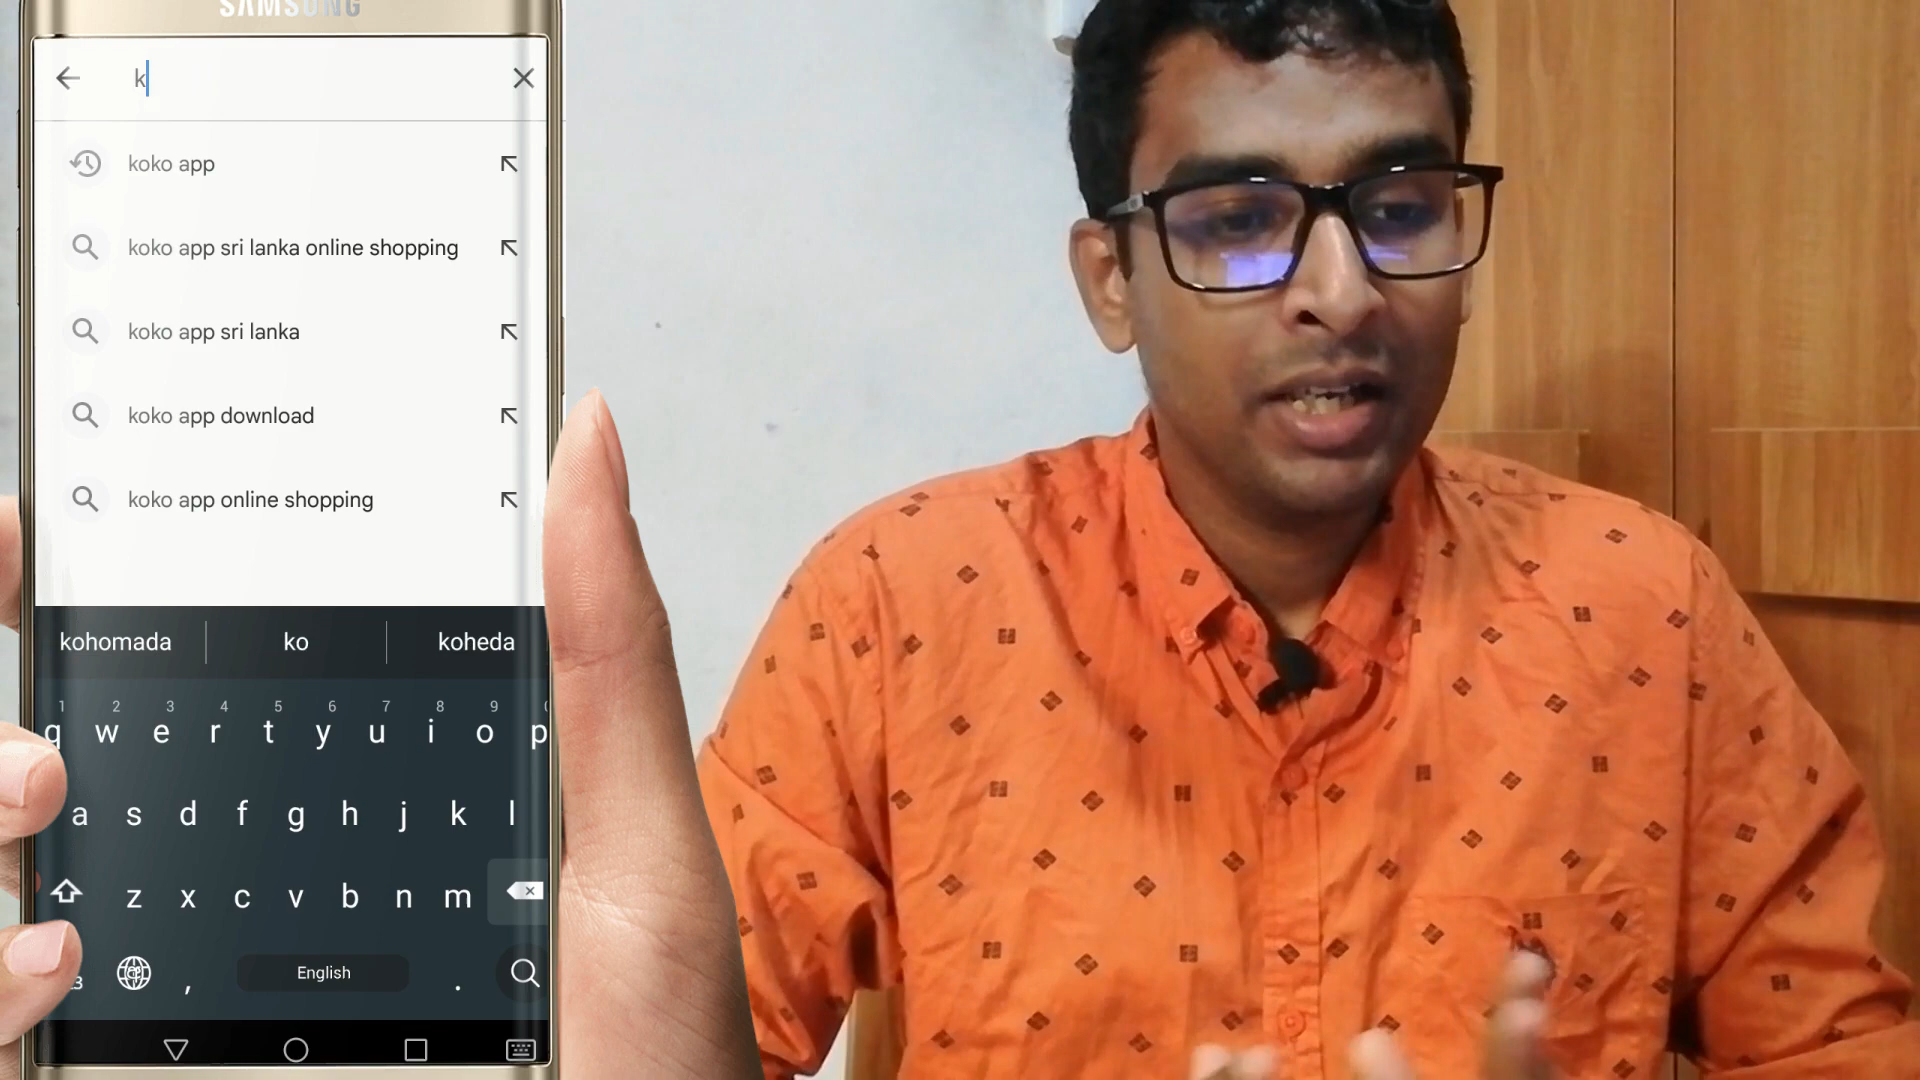 SAMSUNG
k
koko app
koko app sri lanka online shopping
koko app sri lanka
koko app download
koko app online shopping
kohomada ko koheda
1 2 3 4 5 6 7 8 9
q w e r t y u i o p
a s d f g h j k l
z x c v b n m
, English .